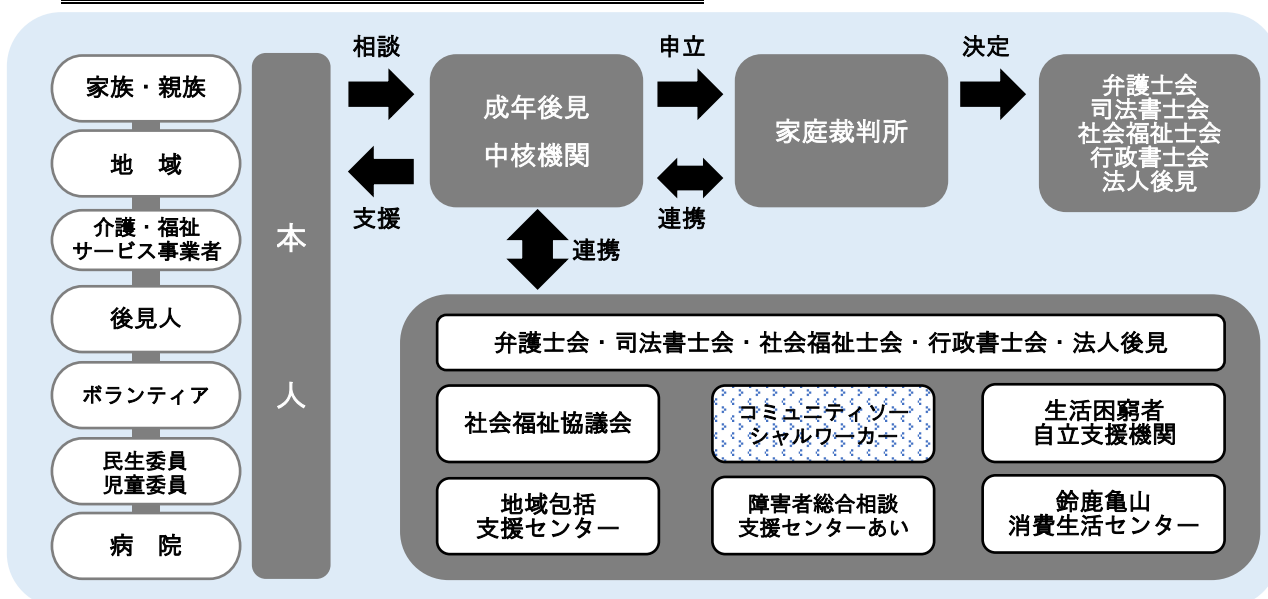 家族・親族
地　域
介護・福祉
サービス事業者
後見人
ボランティア
民生委員
児童委員
病　院
本
人
相談
支援
成年後見
中核機関
申立
連携
家庭裁判所
決定
弁護士会
司法書士会
社会福祉士会
行政書士会
法人後見
連携
弁護士会・司法書士会・社会福祉士会・行政書士会・法人後見
社会福祉協議会
コミュニティソー
シャルワーカー
生活困窮者
自立支援機関
地域包括
支援センター
障害者総合相談
支援センターあい
鈴鹿亀山
消費生活センター